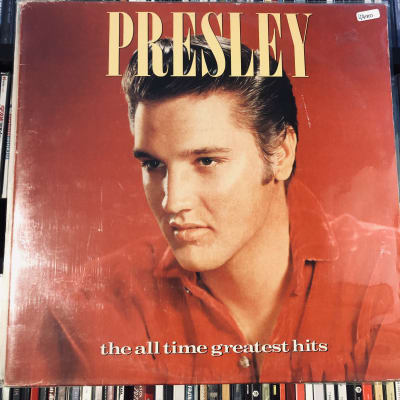 PRESLEY
the all time greatest hits